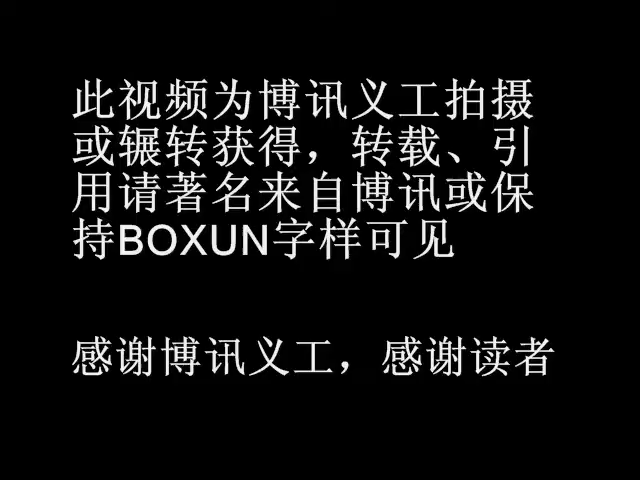 此视频为博讯义工拍摄
或辗转获得，转载、引
用请著名来自博讯或保
持BOXUN字样可见
感谢博讯义工，感谢读者